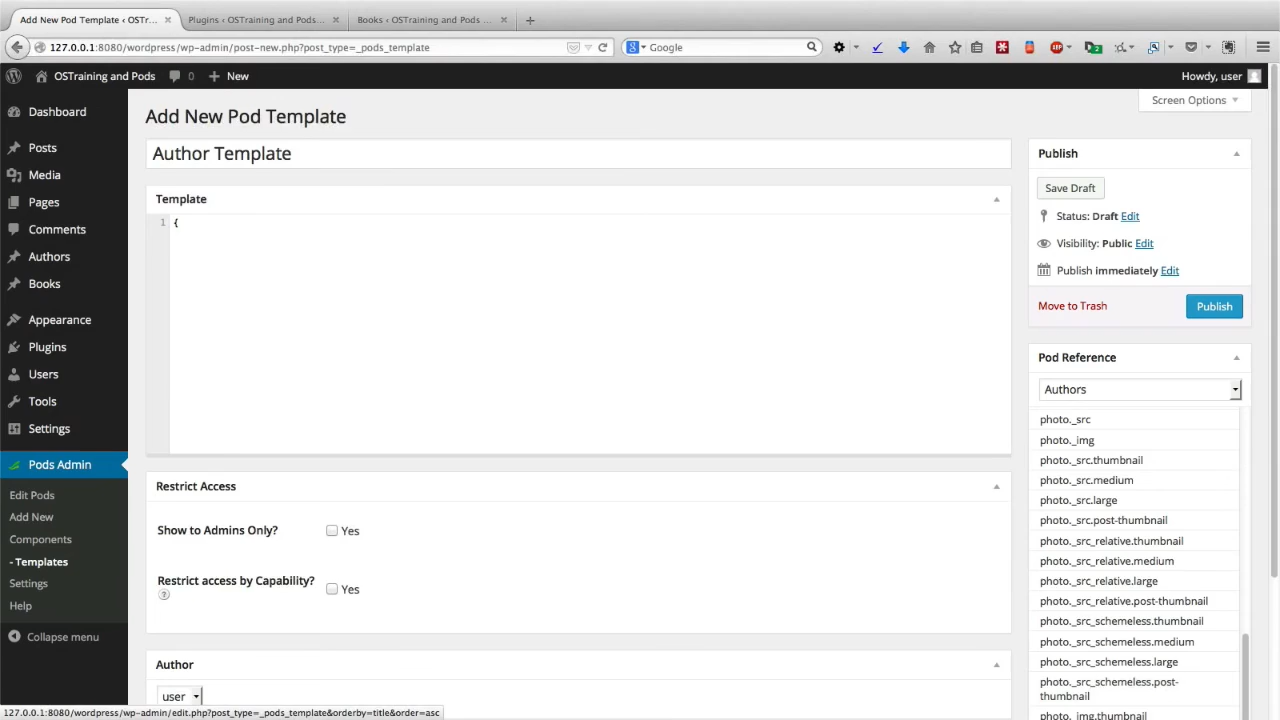 Add New Pod Template ‹ OSTr... ×
Plugins ‹ OSTraining and Pods... ×
Books ‹ OSTraining and Pods ... ×
+
127.0.0.1:8080/wordpress/wp-admin/post-new.php?post_type=_pods_template
Google
OSTraining and Pods
0
+ New
Howdy, user
Screen Options
Dashboard
Posts
Media
Pages
Comments
Authors
Books
Appearance
Plugins
Users
Tools
Settings
Pods Admin
Edit Pods
Add New
Components
- Templates
Settings
Help
Collapse menu
Add New Pod Template
Author Template
Template
1 {
Restrict Access
Show to Admins Only?
Yes
Restrict access by Capability?
?
Yes
Author
user
Publish
Save Draft
Status: Draft Edit
Visibility: Public Edit
Publish immediately Edit
Move to Trash
Publish
Pod Reference
Authors
photo._src
photo._img
photo._src.thumbnail
photo._src.medium
photo._src.large
photo._src.post-thumbnail
photo._src_relative.thumbnail
photo._src_relative.medium
photo._src_relative.large
photo._src_relative.post-thumbnail
photo._src_schemeless.thumbnail
photo._src_schemeless.medium
photo._src_schemeless.large
photo._src_schemeless.post-
thumbnail
photo._img.thumbnail
127.0.0.1:8080/wordpress/wp-admin/edit.php?post_type=_pods_template&orderby=title&order=asc